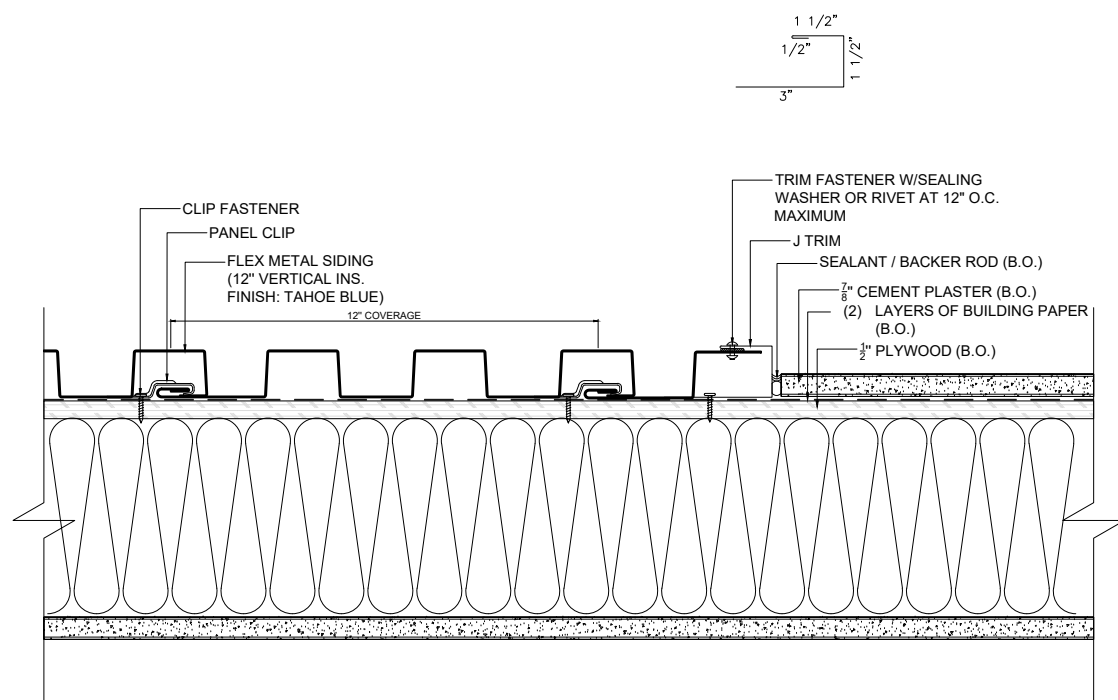 1 1/2"
1/2"
1 1/2"
3"
TRIM FASTENER W/SEALING
WASHER OR RIVET AT 12" O.C.
MAXIMUM
CLIP FASTENER
PANEL CLIP
J TRIM
FLEX METAL SIDING
(12" VERTICAL INS.
FINISH: TAHOE BLUE)
SEALANT / BACKER ROD (B.O.)
7/8" CEMENT PLASTER (B.O.)
(2) LAYERS OF BUILDING PAPER
(B.O.)
12" COVERAGE
1/2" PLYWOOD (B.O.)